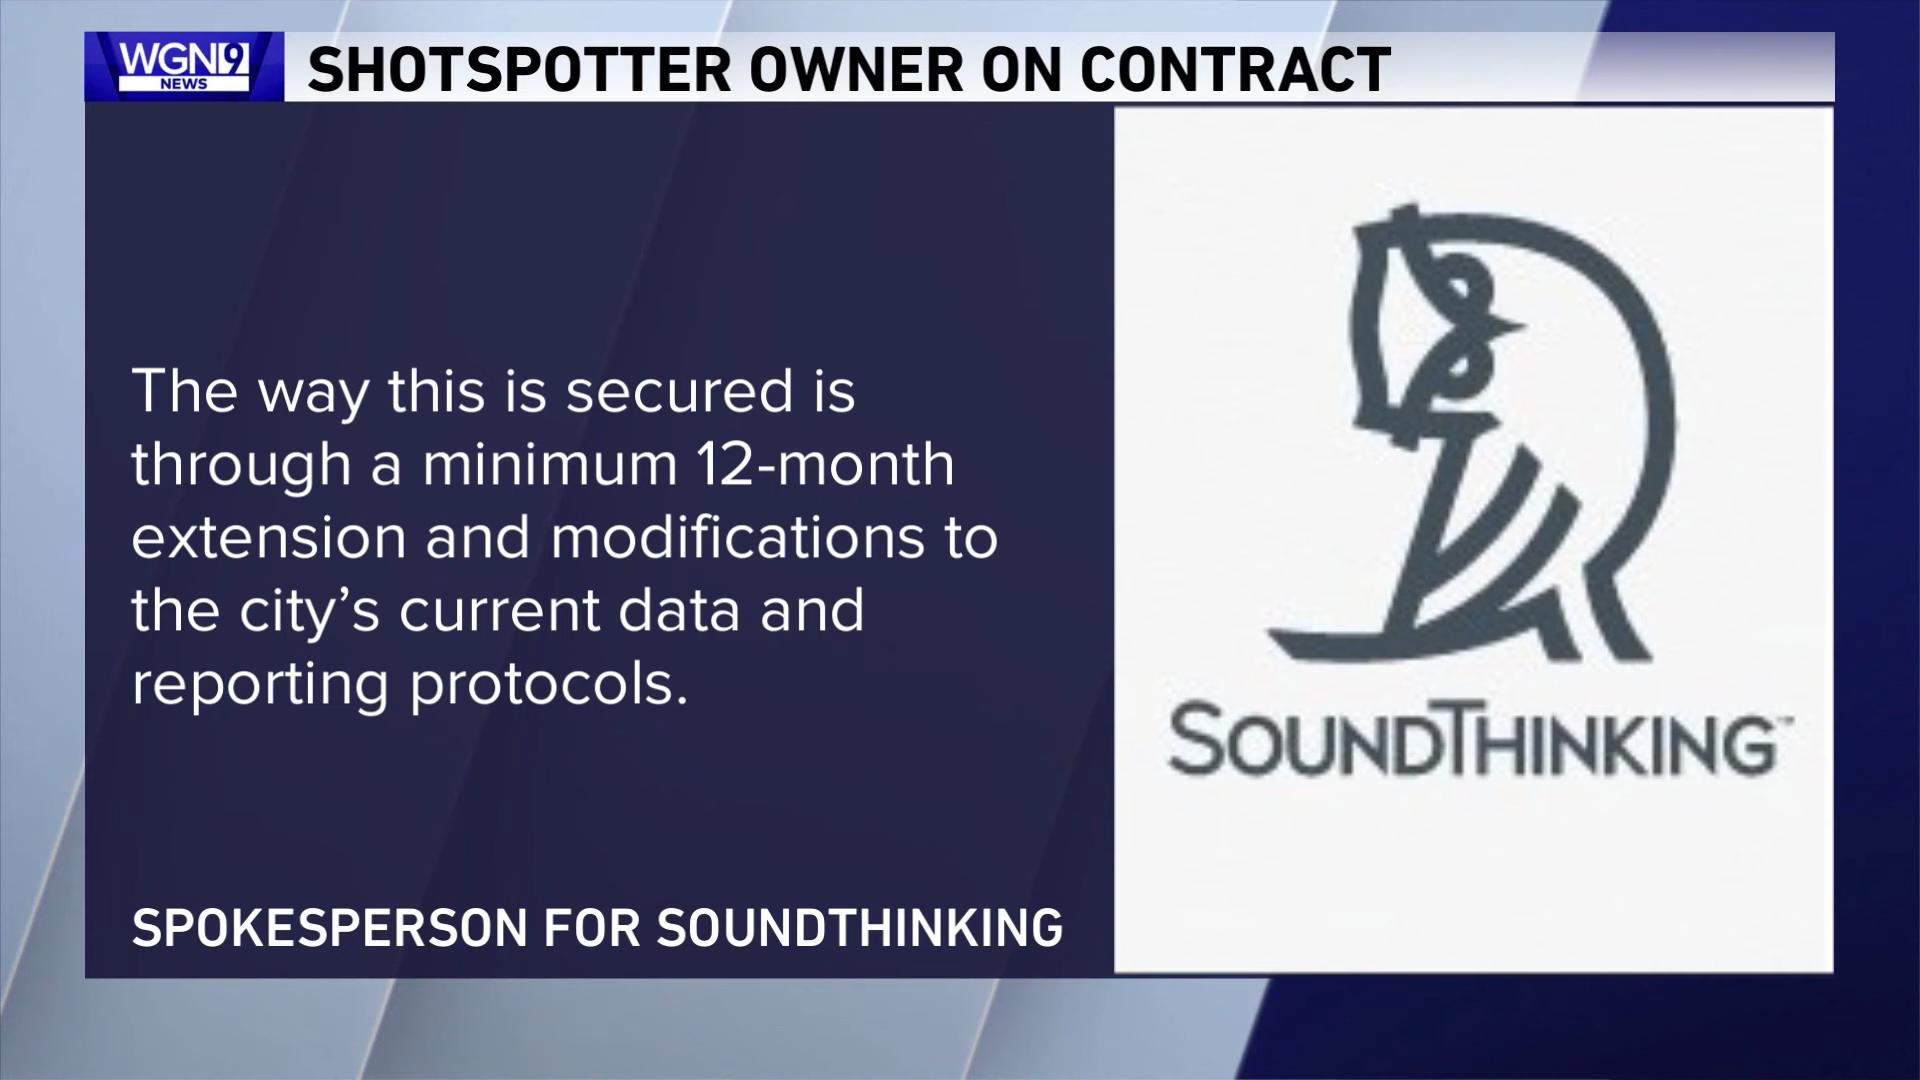 WGN9
NEWS
SHOTSPOTTER OWNER ON CONTRACT
The way this is secured is
through a minimum 12-month
extension and modifications to
the city’s current data and
reporting protocols.
SPOKESPERSON FOR SOUNDTHINKING
SOUNDTHINKING™